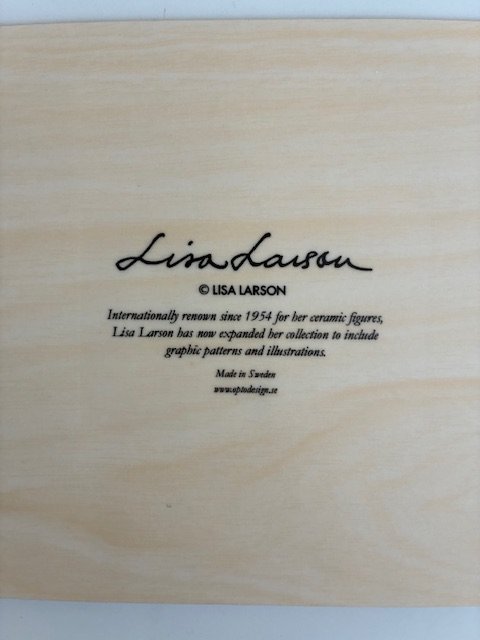 Lisa Larson
© LISA LARSON
Internationally renown since 1954 for her ceramic figures,
Lisa Larson has now expanded her collection to include
graphic patterns and illustrations.
Made in Sweden
www.optodesign.se